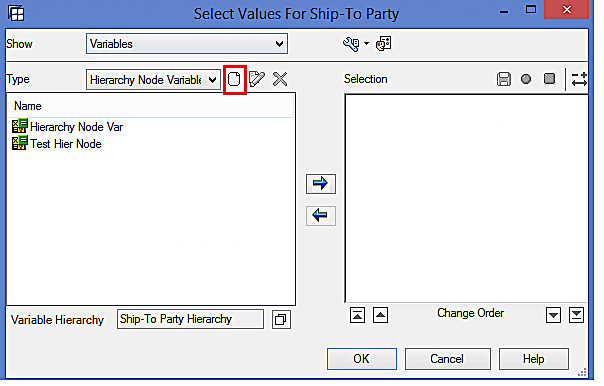 Select Values For Ship-To Party
Show
Variables
Type
Hierarchy Node Variable
Selection
Name
Hierarchy Node Var
Test Hier Node
Variable Hierarchy
Ship-To Party Hierarchy
Change Order
OK
Cancel
Help